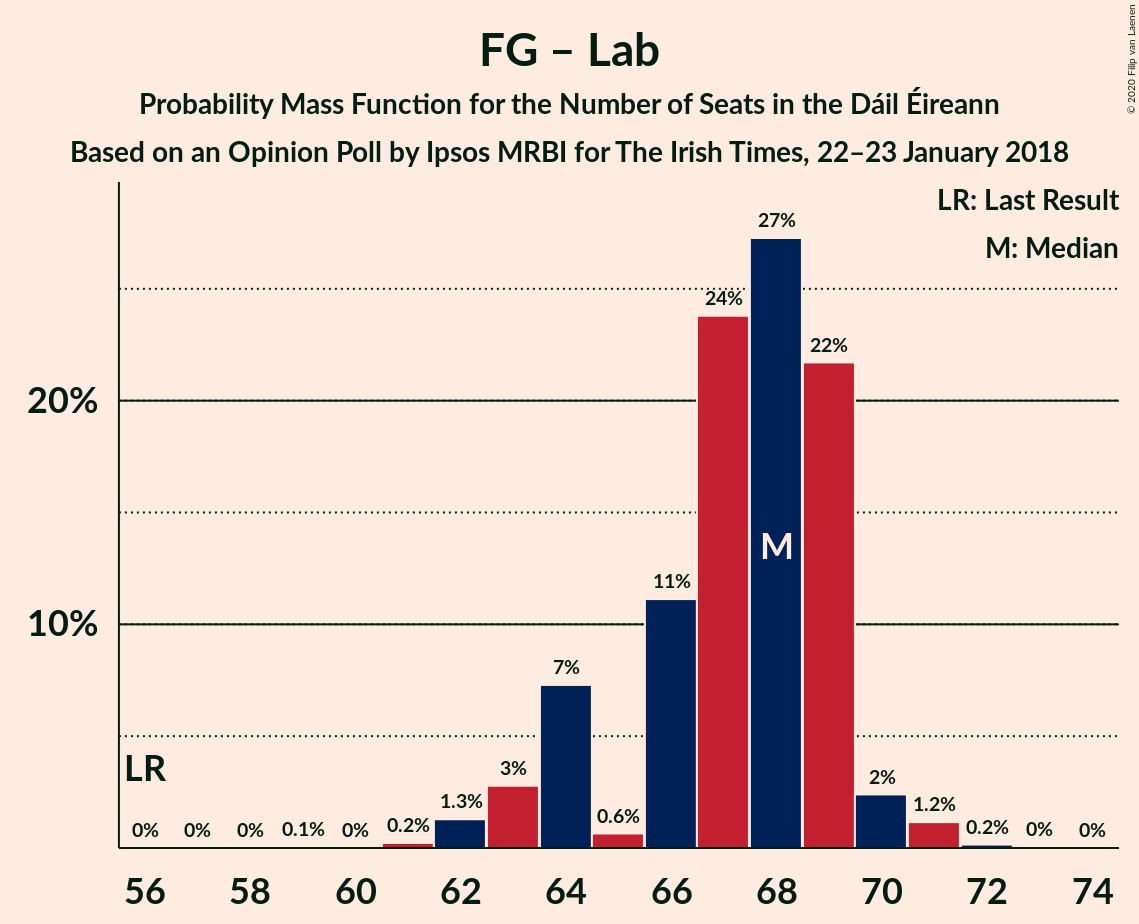 FG – Lab
Probability Mass Function for the Number of Seats in the Dáil Éireann
Based on an Opinion Poll by Ipsos MRBI for The Irish Times, 22–23 January 2018
© 2020 Filip van Laenen
LR: Last Result
M: Median
27%
24%
22%
20%
M
11%
10%
7%
LR
3%
2%
1.3%
1.2%
0% 0% 0% 0.1% 0% 0.2% 0.6% 0.2% 0% 0%
56 58 60 62 64 66 68 70 72 74